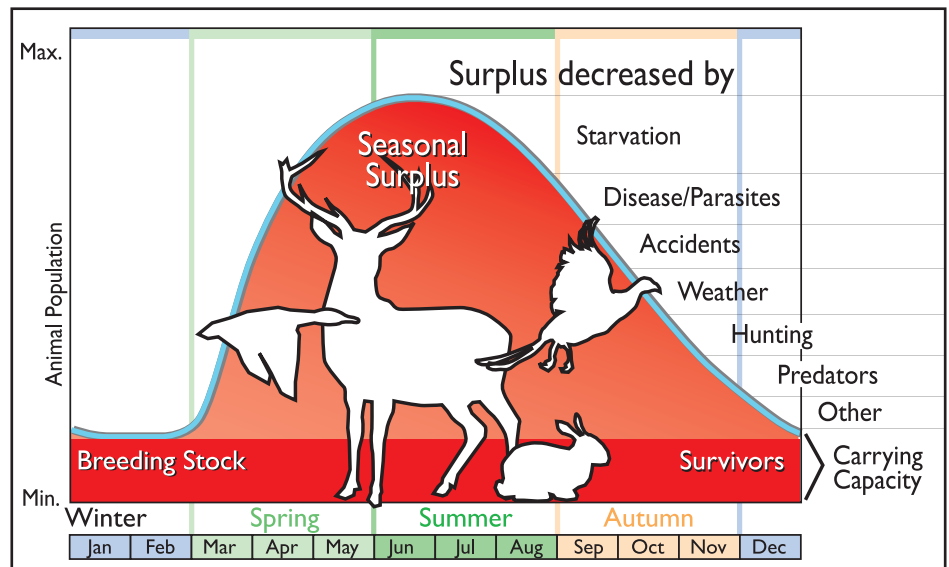 Max.
Surplus decreased by
Seasonal
Surplus
Starvation
Disease/Parasites
Accidents
Weather
Hunting
Predators
Other
Animal Population
Breeding Stock
Survivors
Carrying
Capacity
Min.
Winter Spring Summer Autumn
Jan Feb Mar Apr May Jun Jul Aug Sep Oct Nov Dec